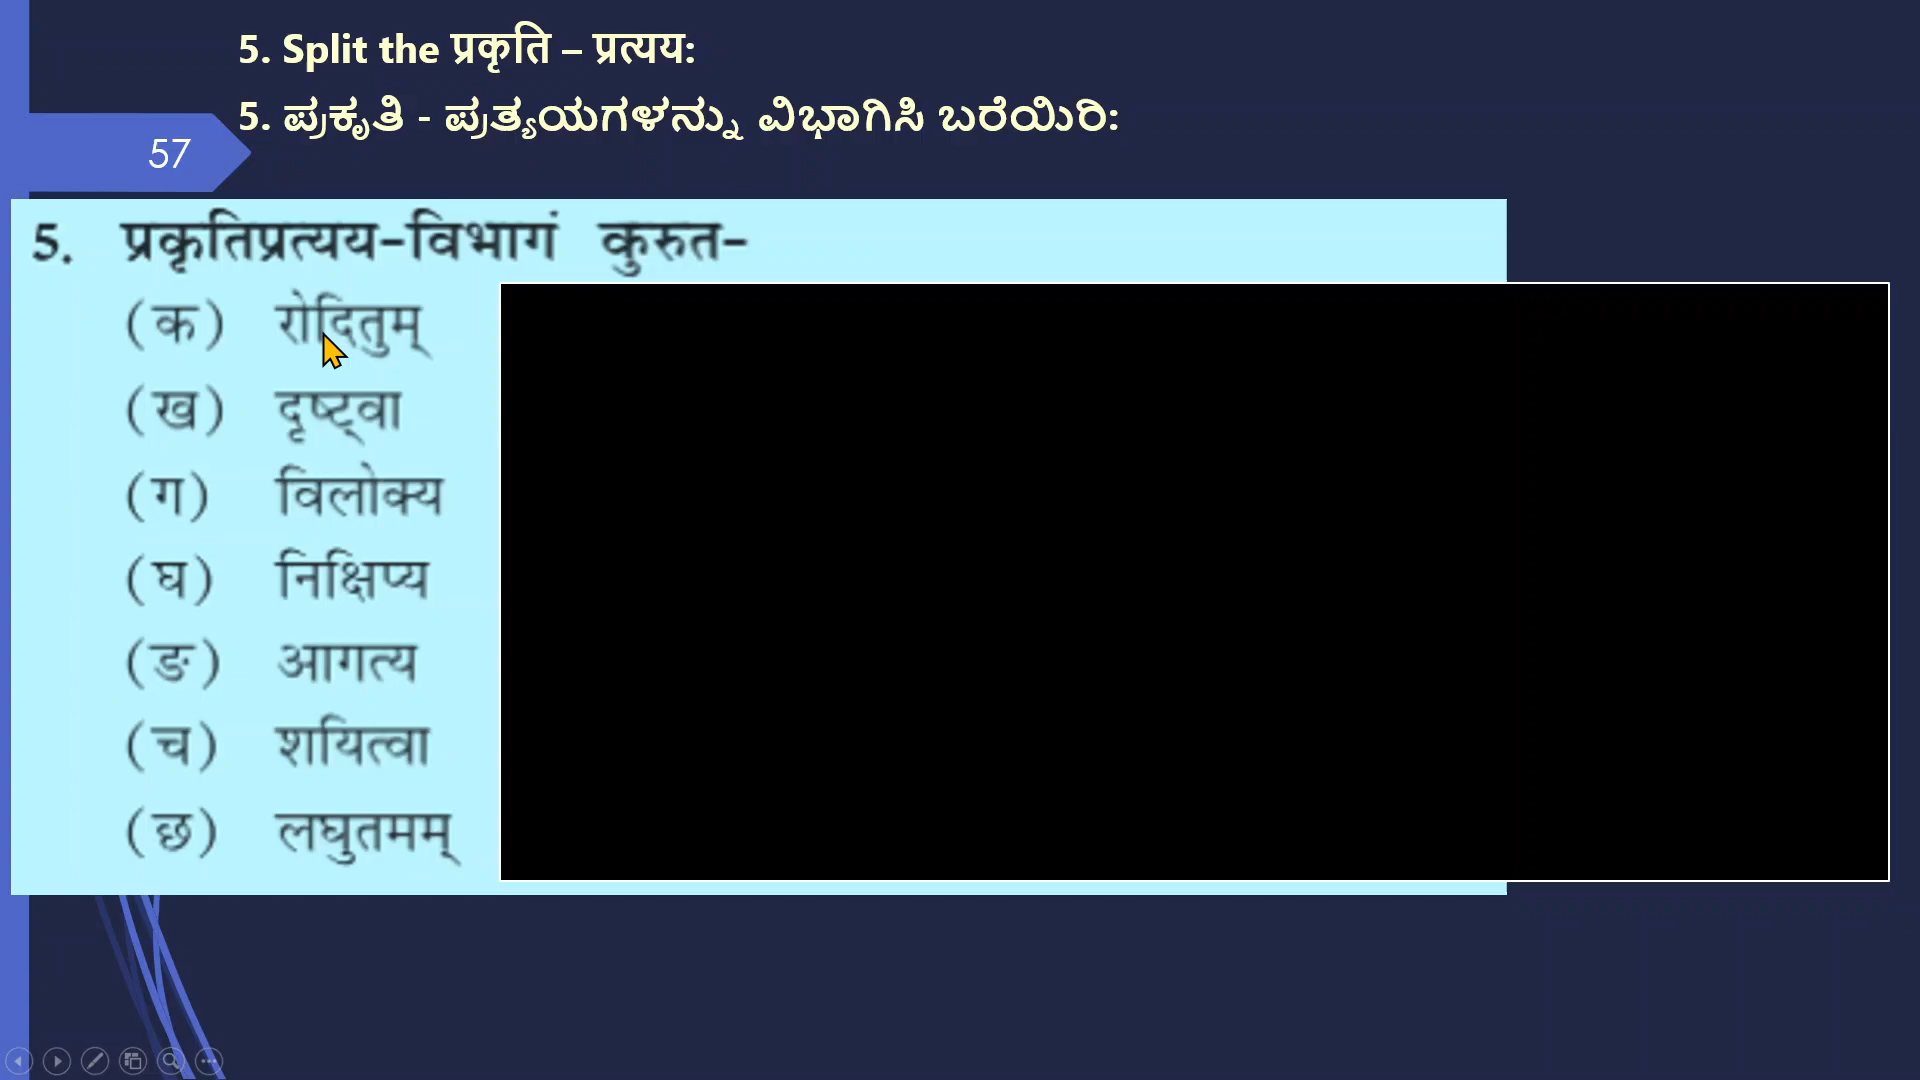 5. Split the प्रकृति – प्रत्यय:
5. ಪ್ರಕೃತಿ - ಪ್ರತ್ಯಯಗಳನ್ನು ವಿಭಾಗಿಸಿ ಬರೆಯಿರಿ:
57
5. प्रकृतिप्रत्यय-विभागं कुरुत-
(क) रोदितुम्
(ख) दृष्ट्वा
(ग) विलोक्य
(घ) निक्षिप्य
(ङ) आगत्य
(च) शयित्वा
(छ) लघुतमम्